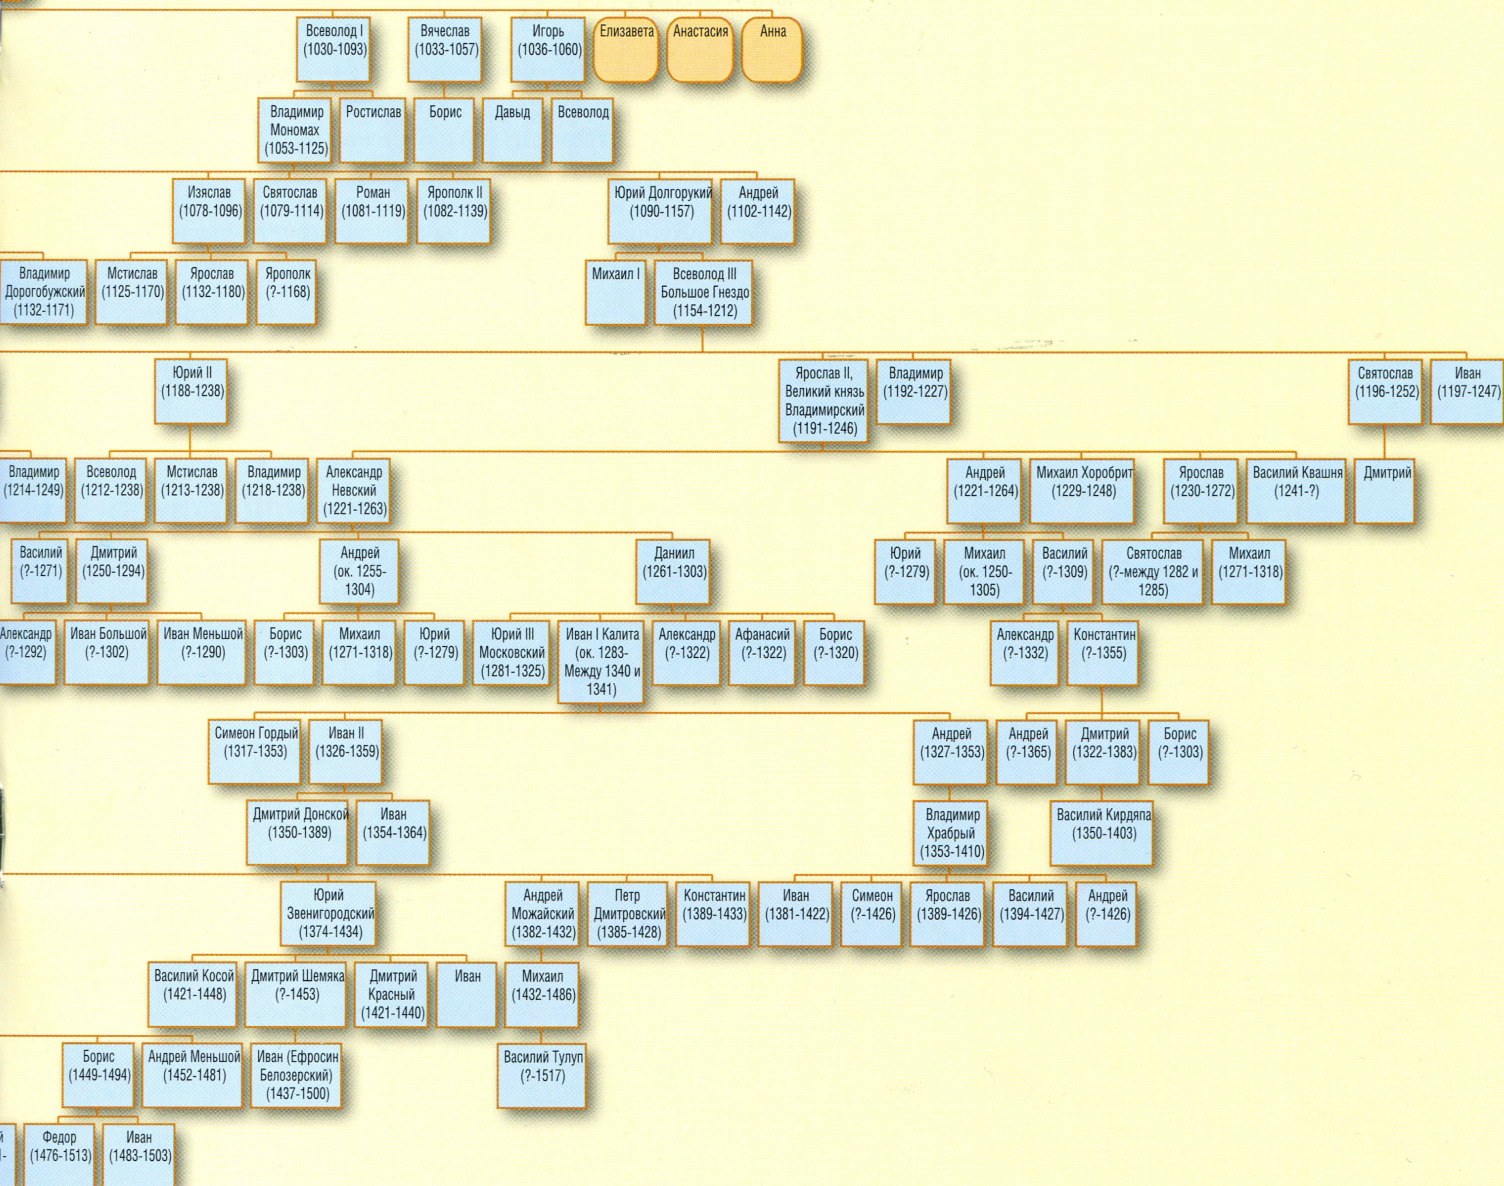 Всеволод I
(1030-1093)
Вячеслав
(1033-1057)
Игорь
(1036-1060)
Елизавета
Анастасия
Анна
Владимир
Мономах
(1053-1125)
Ростислав
Борис
Давыд
Всеволод
Изяслав
(1078-1096)
Святослав
(1079-1114)
Роман
(1081-1119)
Ярополк II
(1082-1139)
Юрий Долгорукий
(1090-1157)
Андрей
(1102-1142)
Владимир
Дорогобужский
(1132-1171)
Мстислав
(1125-1170)
Ярослав
(1132-1180)
Ярополк
(?-1168)
Михаил I
Всеволод III
Большое Гнездо
(1154-1212)
Юрий II
(1188-1238)
Ярослав II,
Великий князь
Владимирский
(1191-1246)
Владимир
(1192-1227)
Святослав
(1196-1252)
Иван
(1197-1247)
Владимир
(1214-1249)
Всеволод
(1212-1238)
Мстислав
(1213-1238)
Владимир
(1218-1238)
Александр
Невский
(1221-1263)
Андрей
(1221-1264)
Михаил Хоробрит
(1229-1248)
Ярослав
(1230-1272)
Василий Квашня
(1241-?)
Дмитрий
Василий
(?-1271)
Дмитрий
(1250-1294)
Андрей
(ок. 1255-
1304)
Даниил
(1261-1303)
Юрий
(?-1279)
Михаил
(ок. 1250-
1305)
Василий
(?-1309)
Святослав
(?-между 1282 и
1285)
Михаил
(1271-1318)
Александр
(?-1292)
Иван Большой
(?-1302)
Иван Меньшой
(?-1290)
Борис
(?-1303)
Михаил
(1271-1318)
Юрий
(?-1279)
Юрий III
Московский
(1281-1325)
Иван I Калита
(ок. 1283-
Между 1340 и
1341)
Александр
(?-1322)
Афанасий
(?-1322)
Борис
(?-1320)
Александр
(?-1332)
Константин
(?-1355)
Симеон Гордый
(1317-1353)
Иван II
(1326-1359)
Андрей
(1327-1353)
Андрей
(?-1365)
Дмитрий
(1322-1383)
Борис
(?-1303)
Дмитрий Донской
(1350-1389)
Иван
(1354-1364)
Владимир
Храбрый
(1353-1410)
Василий Кирдяпа
(1350-1403)
Юрий
Звенигородский
(1374-1434)
Андрей
Можайский
(1382-1432)
Петр
Дмитровский
(1385-1428)
Константин
(1389-1433)
Иван
(1381-1422)
Симеон
(?-1426)
Ярослав
(1389-1426)
Василий
(1394-1427)
Андрей
(?-1426)
Василий Косой
(1421-1448)
Дмитрий Шемяка
(?-1453)
Дмитрий
Красный
(1421-1440)
Иван
Михаил
(1432-1486)
Борис
(1449-1494)
Андрей Меньшой
(1452-1481)
Иван (Ефросин
Белозерский)
(1437-1500)
Василий Тулуп
(?-1517)
Федор
(1476-1513)
Иван
(1483-1503)